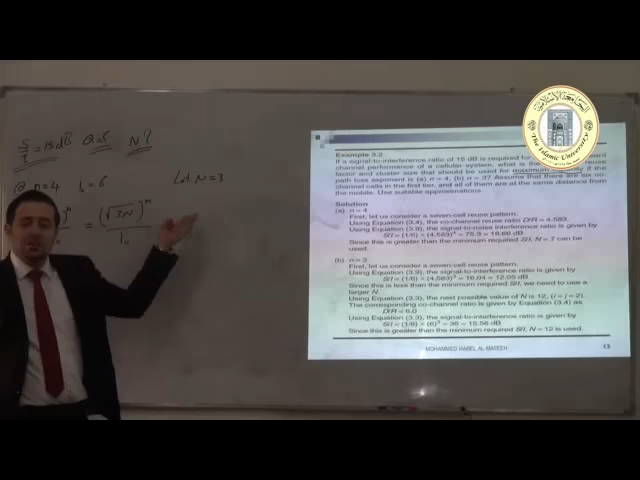 S/I = 15 dB QoS N?
@ n=4 i=6 Let N=3
= (√3N)^n / i₀
Example 3.2
If a signal-to-interference ratio of 15 dB is required for
channel performance of a cellular system, what is the reuse
factor and cluster size that should be used for maximum capacity if the
path loss exponent is (a) n = 4, (b) n = 3? Assume that there are six co-
channel cells in the first tier, and all of them are at the same distance from
the mobile. Use suitable approximations
Solution
(a) n = 4
First, let us consider a seven-cell reuse pattern.
Using Equation (3.4), the co-channel reuse ratio D/R = 4.583.
Using Equation (3.9), the signal-to-noise interference ratio is given by
S/I = (1/6) × (4.583)⁴ = 75.3 = 18.66 dB
Since this is greater than the minimum required S/I, N = 7 can be
used.
(b) n = 3
First, let us consider a seven-cell reuse pattern.
Using Equation (3.9), the signal-to-interference ratio is given by
S/I = (1/6) × (4.583)³ = 16.04 = 12.05 dB
Since this is less than the minimum required S/I, we need to use a
larger N.
Using Equation (3.3), the next possible value of N is 12, (i = j = 2).
The corresponding co-channel ratio is given by Equation (3.4) as
D/R = 6.0
Using Equation (3.3), the signal-to-interference ratio is given by
S/I = (1/6) × (6)³ = 36 = 15.56 dB
Since this is greater than the minimum required S/I, N = 12 is used.
13
الجامعة الإسلامية
The Islamic University